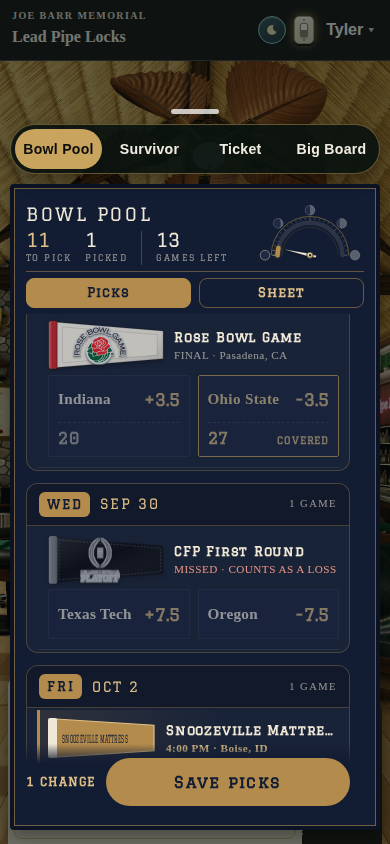 JOE BARR MEMORIAL
Lead Pipe Locks
Tyler
Bowl Pool
Survivor
Ticket
Big Board
BOWL POOL
11
TO PICK
1
PICKED
13
GAMES LEFT
PICKS
SHEET
ROSE BOWL GAME
ROSE BOWL GAME
FINAL · Pasadena, CA
Indiana +3.5
20
Ohio State -3.5
27 COVERED
WED SEP 30 1 GAME
PLAYOFF
CFP FIRST ROUND
MISSED · COUNTS AS A LOSS
Texas Tech +7.5
Oregon -7.5
FRI OCT 2 1 GAME
SNOOZEVILLE MATTRESS
SNOOZEVILLE MATTRE…
4:00 PM · Boise, ID
1 CHANGE
SAVE PICKS